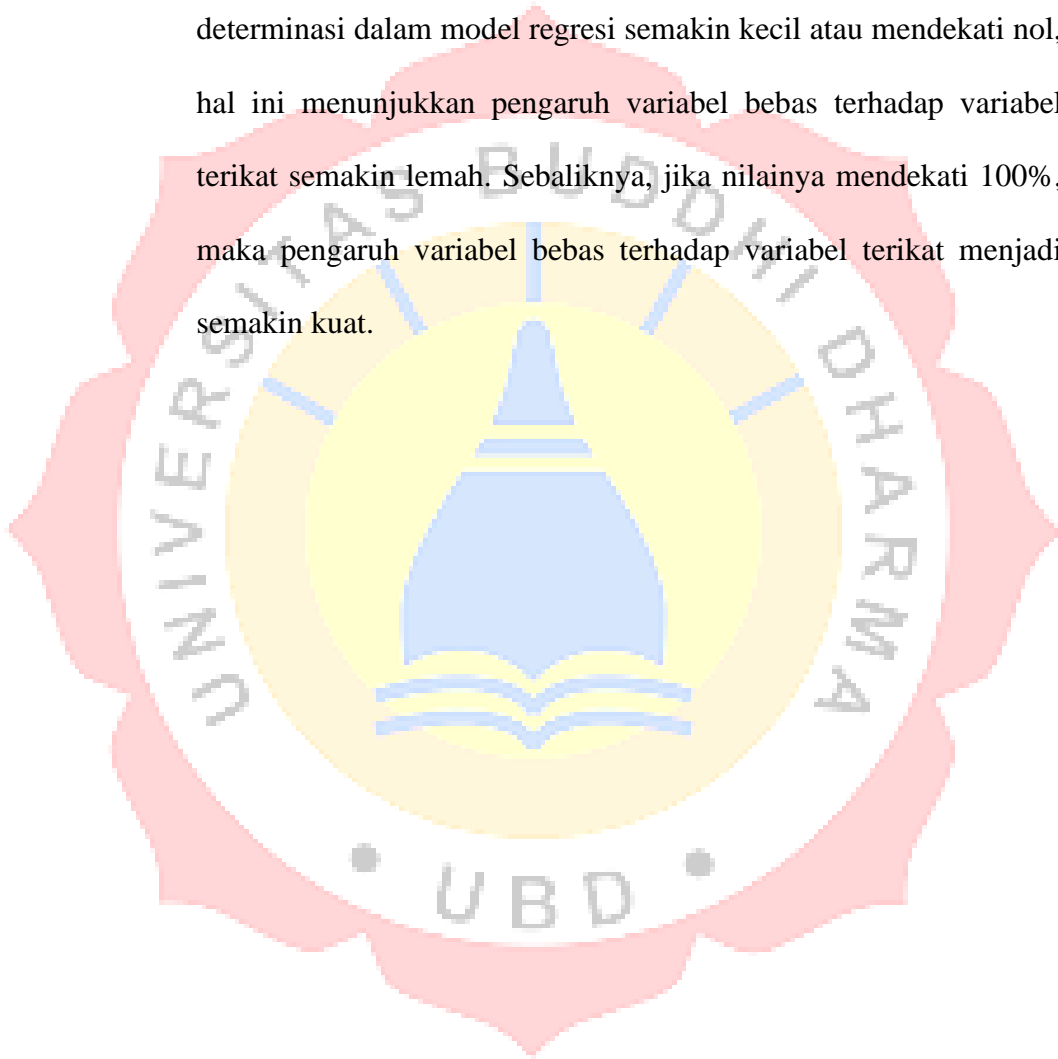 determinasi dalam model regresi semakin kecil atau mendekati nol,
hal ini menunjukkan pengaruh variabel bebas terhadap variabel
terikat semakin lemah. Sebaliknya, jika nilainya mendekati 100%,
maka pengaruh variabel bebas terhadap variabel terikat menjadi
semakin kuat.
UNIVERSITAS BUDDHI DHARMA
• UBD •